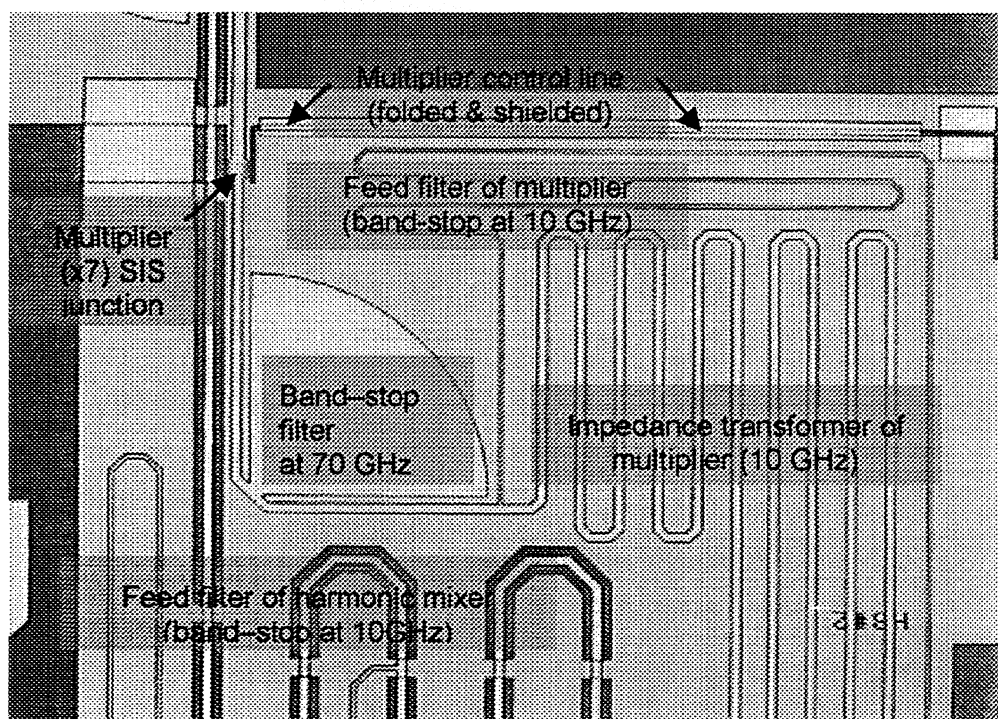 Multiplier control line
(folded & shielded)
Feed filter of multiplier
(band-stop at 10 GHz)
Multiplier
(x7) SIS
junction
Band-stop
filter
at 70 GHz
Impedance transformer of
multiplier (10 GHz)
Feed filter of harmonic mixer
(band-stop at 10GHz)